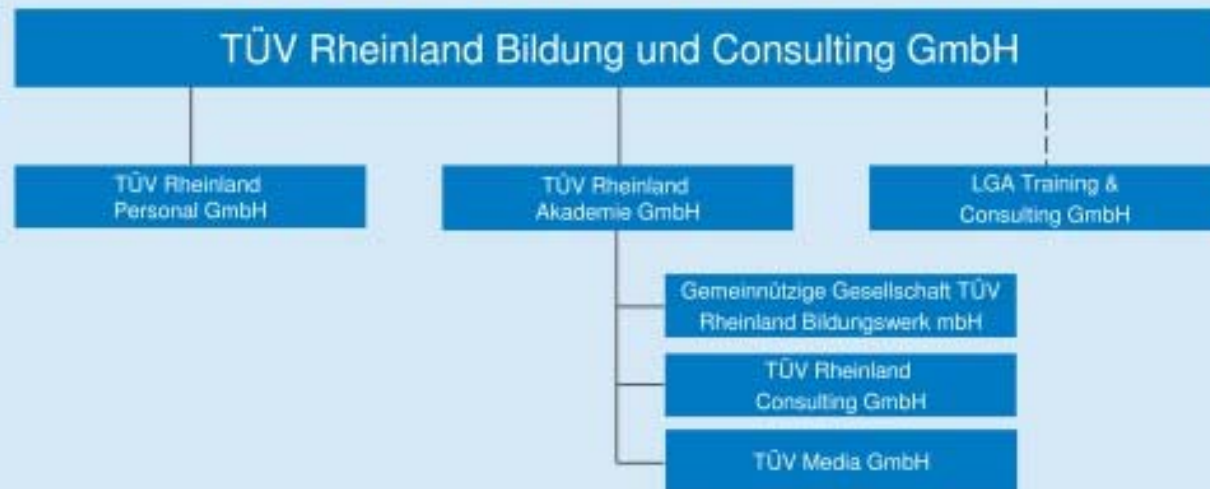 TÜV Rheinland Bildung und Consulting GmbH
TÜV Rheinland
Personal GmbH
TÜV Rheinland
Akademie GmbH
LGA Training &
Consulting GmbH
Gemeinnützige Gesellschaft TÜV
Rheinland Bildungswerk mbH
TÜV Rheinland
Consulting GmbH
TÜV Media GmbH